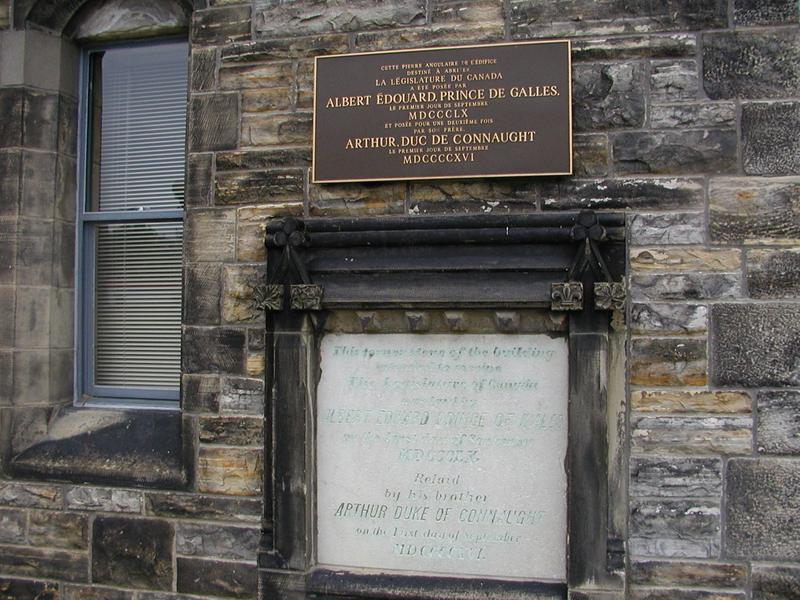 CETTE PIERRE ANGULAIRE DE L'ÉDIFICE
DESTINÉ À ABRITER
LA LÉGISLATURE DU CANADA
A ÉTÉ POSÉE PAR
ALBERT ÉDOUARD, PRINCE DE GALLES,
LE PREMIER JOUR DE SEPTEMBRE
MDCCCLX
ET POSÉE POUR UNE DEUXIÈME FOIS
PAR SON FRÈRE,
ARTHUR, DUC DE CONNAUGHT
LE PREMIER JOUR DE SEPTEMBRE
MDCCCCXVI
This corner stone of the building
intended to receive
The Legislature of Canada
was laid by
ALBERT EDWARD PRINCE OF WALES
on the first day of September
MDCCCLX
Relaid
by his brother
ARTHUR DUKE OF CONNAUGHT
on the first day of September
MDCCCCXVI